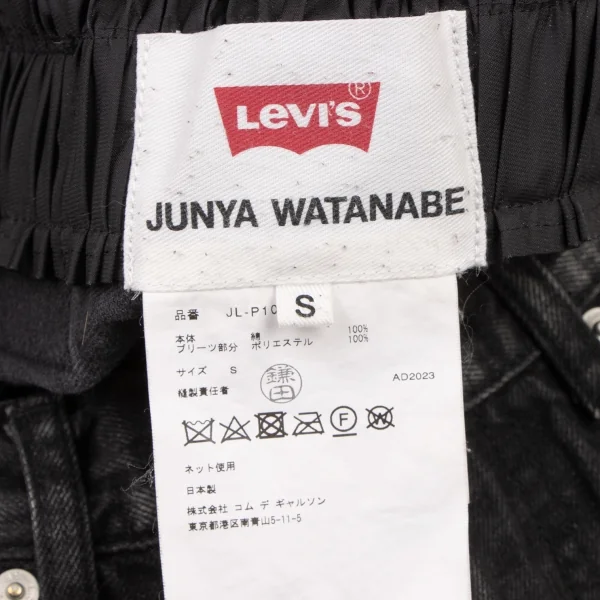 LEVI'S ®
JUNYA WATANABE
S
品番 JL-P10
本体 綿 100%
プリーツ部分 ポリエステル 100%
サイズ S
縫製責任者 鎌田 AD2023
F W
ネット使用
日本製
株式会社 コム デ ギャルソン
東京都港区南青山5-11-5